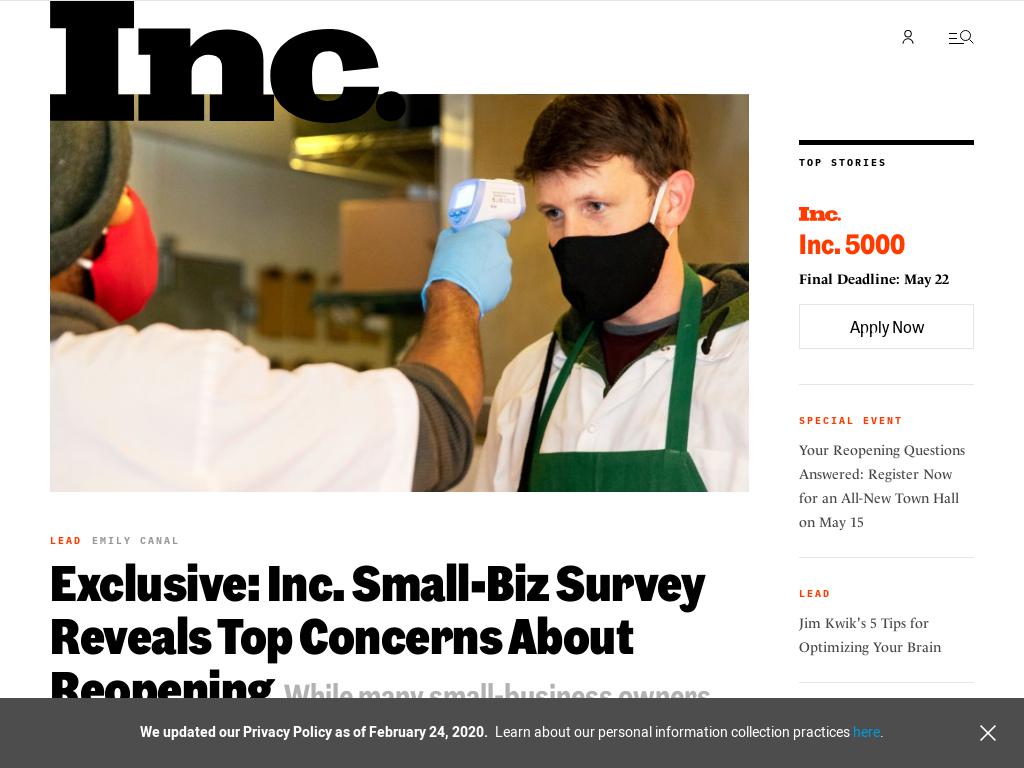 Inc.
TOP STORIES
Inc.
Inc. 5000
Final Deadline: May 22
Apply Now
SPECIAL EVENT
Your Reopening Questions
Answered: Register Now
for an All-New Town Hall
on May 15
LEAD
Jim Kwik's 5 Tips for
Optimizing Your Brain
LEAD EMILY CANAL
Exclusive: Inc. Small-Biz Survey
Reveals Top Concerns About
Reopening While many small-business owners
We updated our Privacy Policy as of February 24, 2020. Learn about our personal information collection practices here.